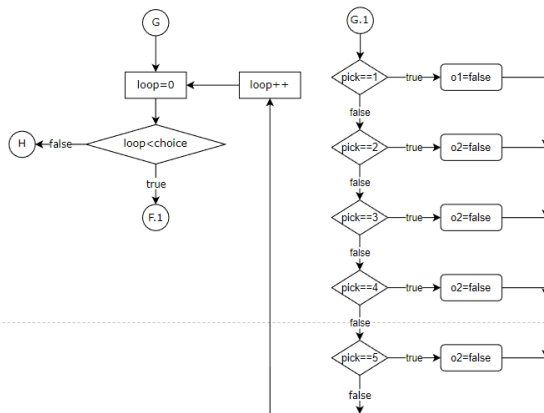 G
loop=0
loop++
H
false
loop<choice
true
F.1
G.1
pick==1
true
o1=false
false
pick==2
true
o2=false
false
pick==3
true
o2=false
false
pick==4
true
o2=false
false
pick==5
true
o2=false
false